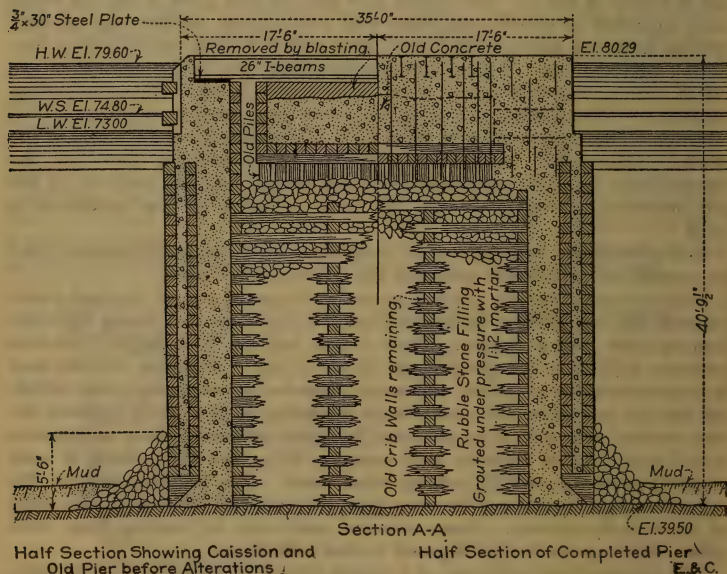 3/4"×30" Steel Plate
35'-0"
17'-6"
17'-6"
Removed by blasting.
Old Concrete
H.W. El. 79.60
El. 80.29
26" I-beams
W.S. El. 74.80
L.W. El. 73.00
Old Piles
40'-9 1/2"
Old Crib Walls remaining
Rubble Stone Filling
Grouted under pressure with
1:2 mortar
5'-6"
Mud
Mud
El. 39.50
Section A-A
Half Section Showing Caission and
Old Pier before Alterations
Half Section of Completed Pier
E. & C.